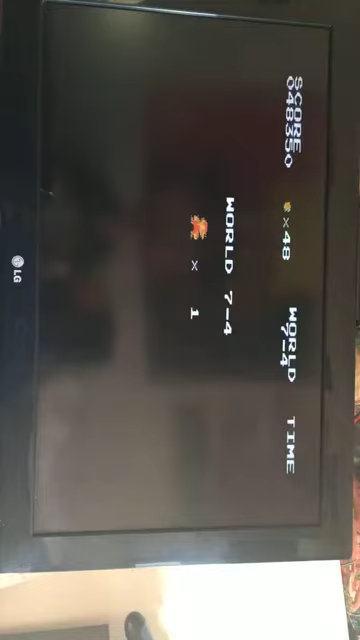 SCORE WORLD TIME
048350 ×48 7-4
WORLD 7-4
× 1
LG